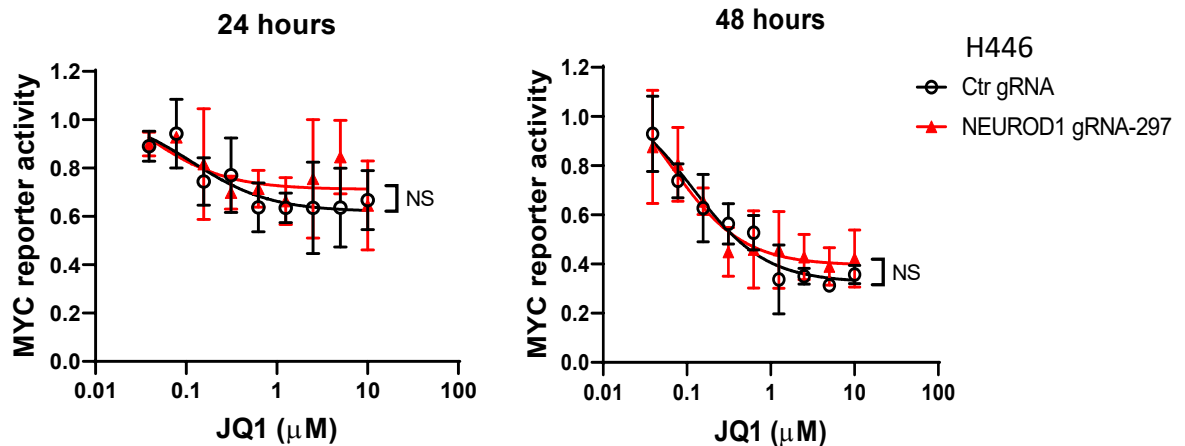 24 hours
MYC reporter activity
1.2
1.0
0.8
0.6
0.4
0.2
0.0
0.01
0.1
1
10
100
JQ1 (μM)
NS
48 hours
MYC reporter activity
1.2
1.0
0.8
0.6
0.4
0.2
0.0
0.01
0.1
1
10
100
JQ1 (μM)
NS
H446
Ctr gRNA
NEUROD1 gRNA-297